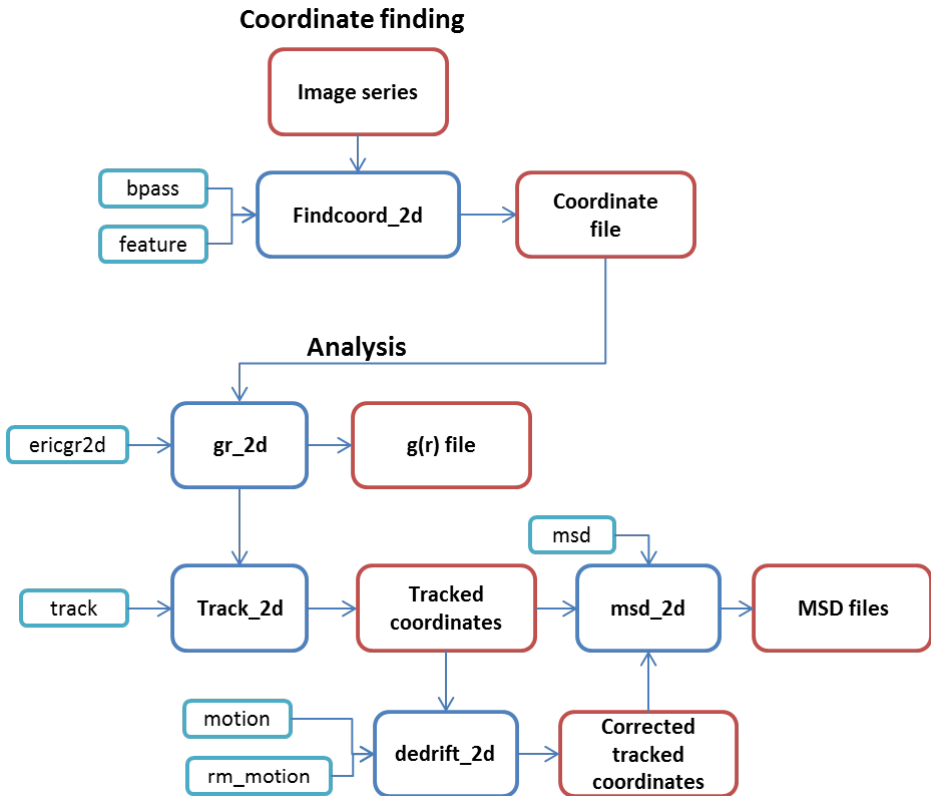 Coordinate finding
Image series
bpass
feature
Findcoord_2d
Coordinate
file
Analysis
ericgr2d
gr_2d
g(r) file
msd
track
Track_2d
Tracked
coordinates
msd_2d
MSD files
motion
rm_motion
dedrift_2d
Corrected
tracked
coordinates